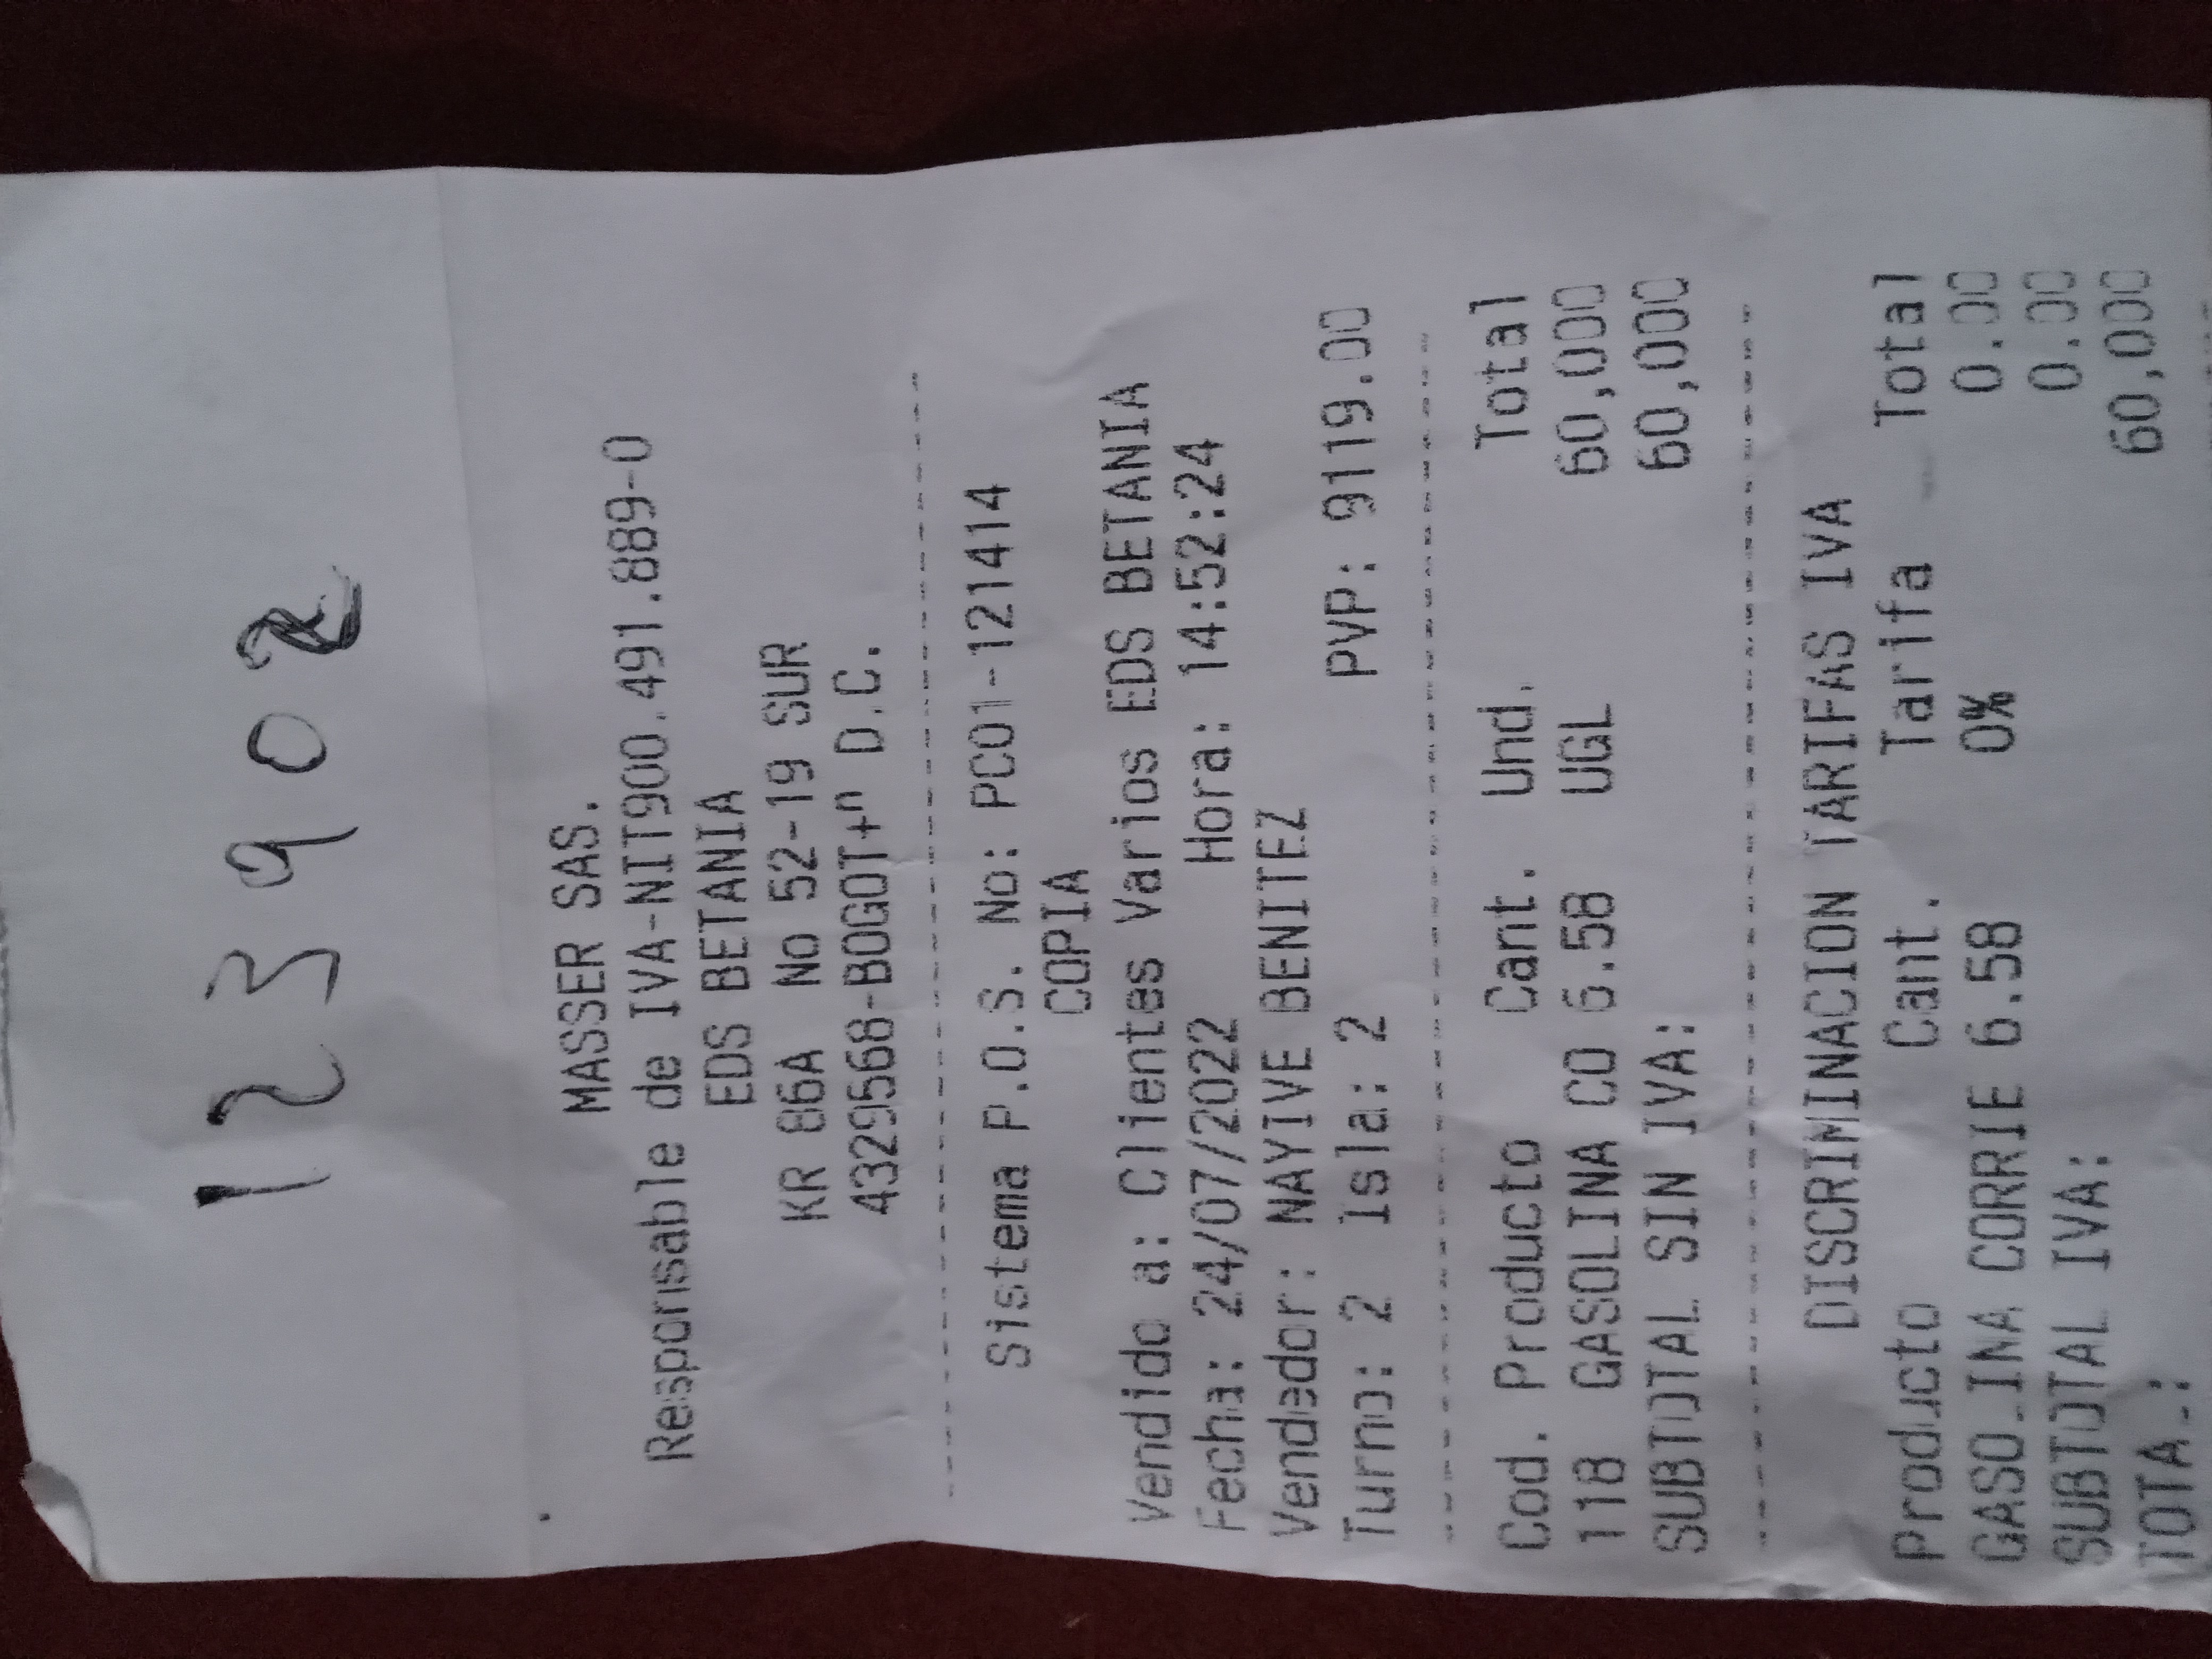 123902
MASSER SAS.
Responsable de IVA-NIT900.491.889-0
EDS BETANIA
KR 86A No 52-19 SUR
4329568-BOGOT+ⁿ D.C.
Sistema P.O.S. No: PC01-121414
COPIA
Vendido a: Clientes Varios EDS BETANIA
Fecha: 24/07/2022 Hora: 14:52:24
Vendedor: NAYIVE BENITEZ
Turno: 2 Isla: 2 PVP: 9119.00
Cod. Producto Cant. Und. Total
118 GASOLINA CO 6.58 UGL 60,000
SUBTOTAL SIN IVA: 60,000
DISCRIMINACION TARIFAS IVA
Producto Cant. Tarifa Total
GASOLINA CORRIE 6.58 0% 0.00
SUBTOTAL IVA: 0.00
TOTAL: 60,000